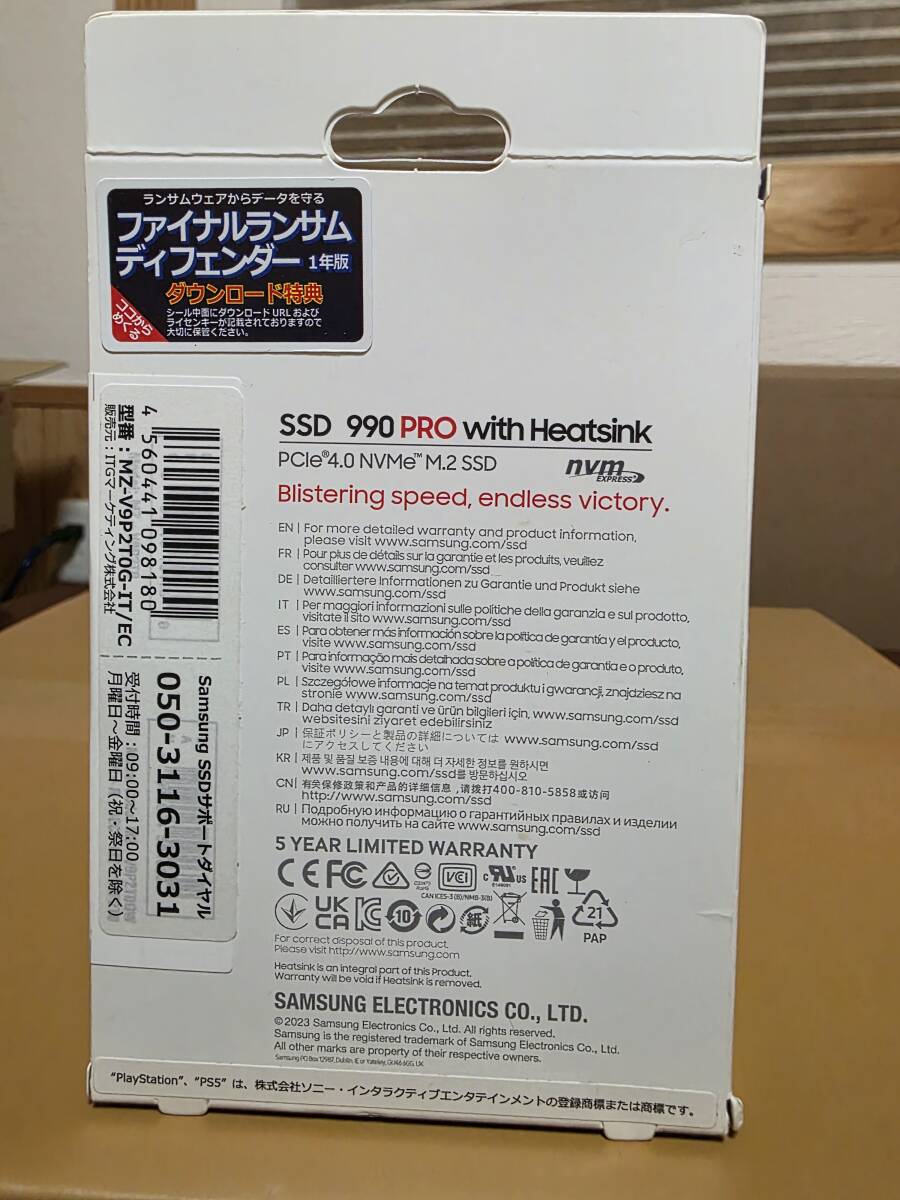 ランサムウェアからデータを守る
ファイナルランサム
ディフェンダー 1年版
ダウンロード特典
シール中面にダウンロード URL および
ライセンキーが記載されておりますので
大切に保管ください。
ココから
めくる
4 560441 098180
型番:MZ-V9P2T0G-IT/EC
販売元:ITGマーケティング株式会社
Samsung SSDサポートダイヤル
050-3116-3031
受付時間:09:00~17:00
月曜日~金曜日(祝・祭日を除く)
SSD 990 PRO with Heatsink
PCIe®4.0 NVMe™ M.2 SSD
nvm
EXPRESS
Blistering speed, endless victory.
EN | For more detailed warranty and product information,
please visit www.samsung.com/ssd
FR | Pour plus de détails sur la garantie et les produits, veuillez
consulter www.samsung.com/ssd
DE | Detailliertere Informationen zu Garantie und Produkt siehe
www.samsung.com/ssd
IT | Per maggiori informazioni sulle politiche della garanzia e sul prodotto,
visitate il sito www.samsung.com/ssd
ES | Para obtener más información sobre la política de garantía y el producto,
visite www.samsung.com/ssd
PT | Para informação mais detalhada sobre a política de garantia e o produto,
visite www.samsung.com/ssd
PL | Szczegółowe informacje na temat produktu i gwarancji, znajdziesz na
stronie www.samsung.com/ssd
TR | Daha detaylı garanti ve ürün bilgileri için, www.samsung.com/ssd
websitesini ziyaret edebilirsiniz
JP | 保証ポリシーと製品の詳細については www.samsung.com/ssd
にアクセスしてください
KR | 제품 및 품질 보증 내용에 대해 더 자세한 정보를 원하시면
www.samsung.com/ssd를 방문하십시오
CN | 有关保修政策和产品的详细信息,请拨打400-810-5858或访问
http://www.samsung.com/ssd
RU | Подробную информацию о гарантийных правилах и изделии
можно получить на сайте www.samsung.com/ssd
5 YEAR LIMITED WARRANTY
CE FC VCI c RU US EAC
E149091
CAN ICES-3 (B)/NMB-3(B)
UK
CA
10
紙
21
PAP
For correct disposal of this product.
Please visit http://www.samsung.com
Heatsink is an integral part of this Product.
Warranty will be void if Heatsink is removed.
SAMSUNG ELECTRONICS CO., LTD.
©2023 Samsung Electronics Co., Ltd. All rights reserved.
Samsung is the registered trademark of Samsung Electronics Co., Ltd.
All other marks are property of their respective owners.
Samsung PO Box 12987, Dublin, IE or Yateley, GU46 6GG, UK
"PlayStation"、"PS5" は、株式会社ソニー・インタラクティブエンタテインメントの登録商標または商標です。